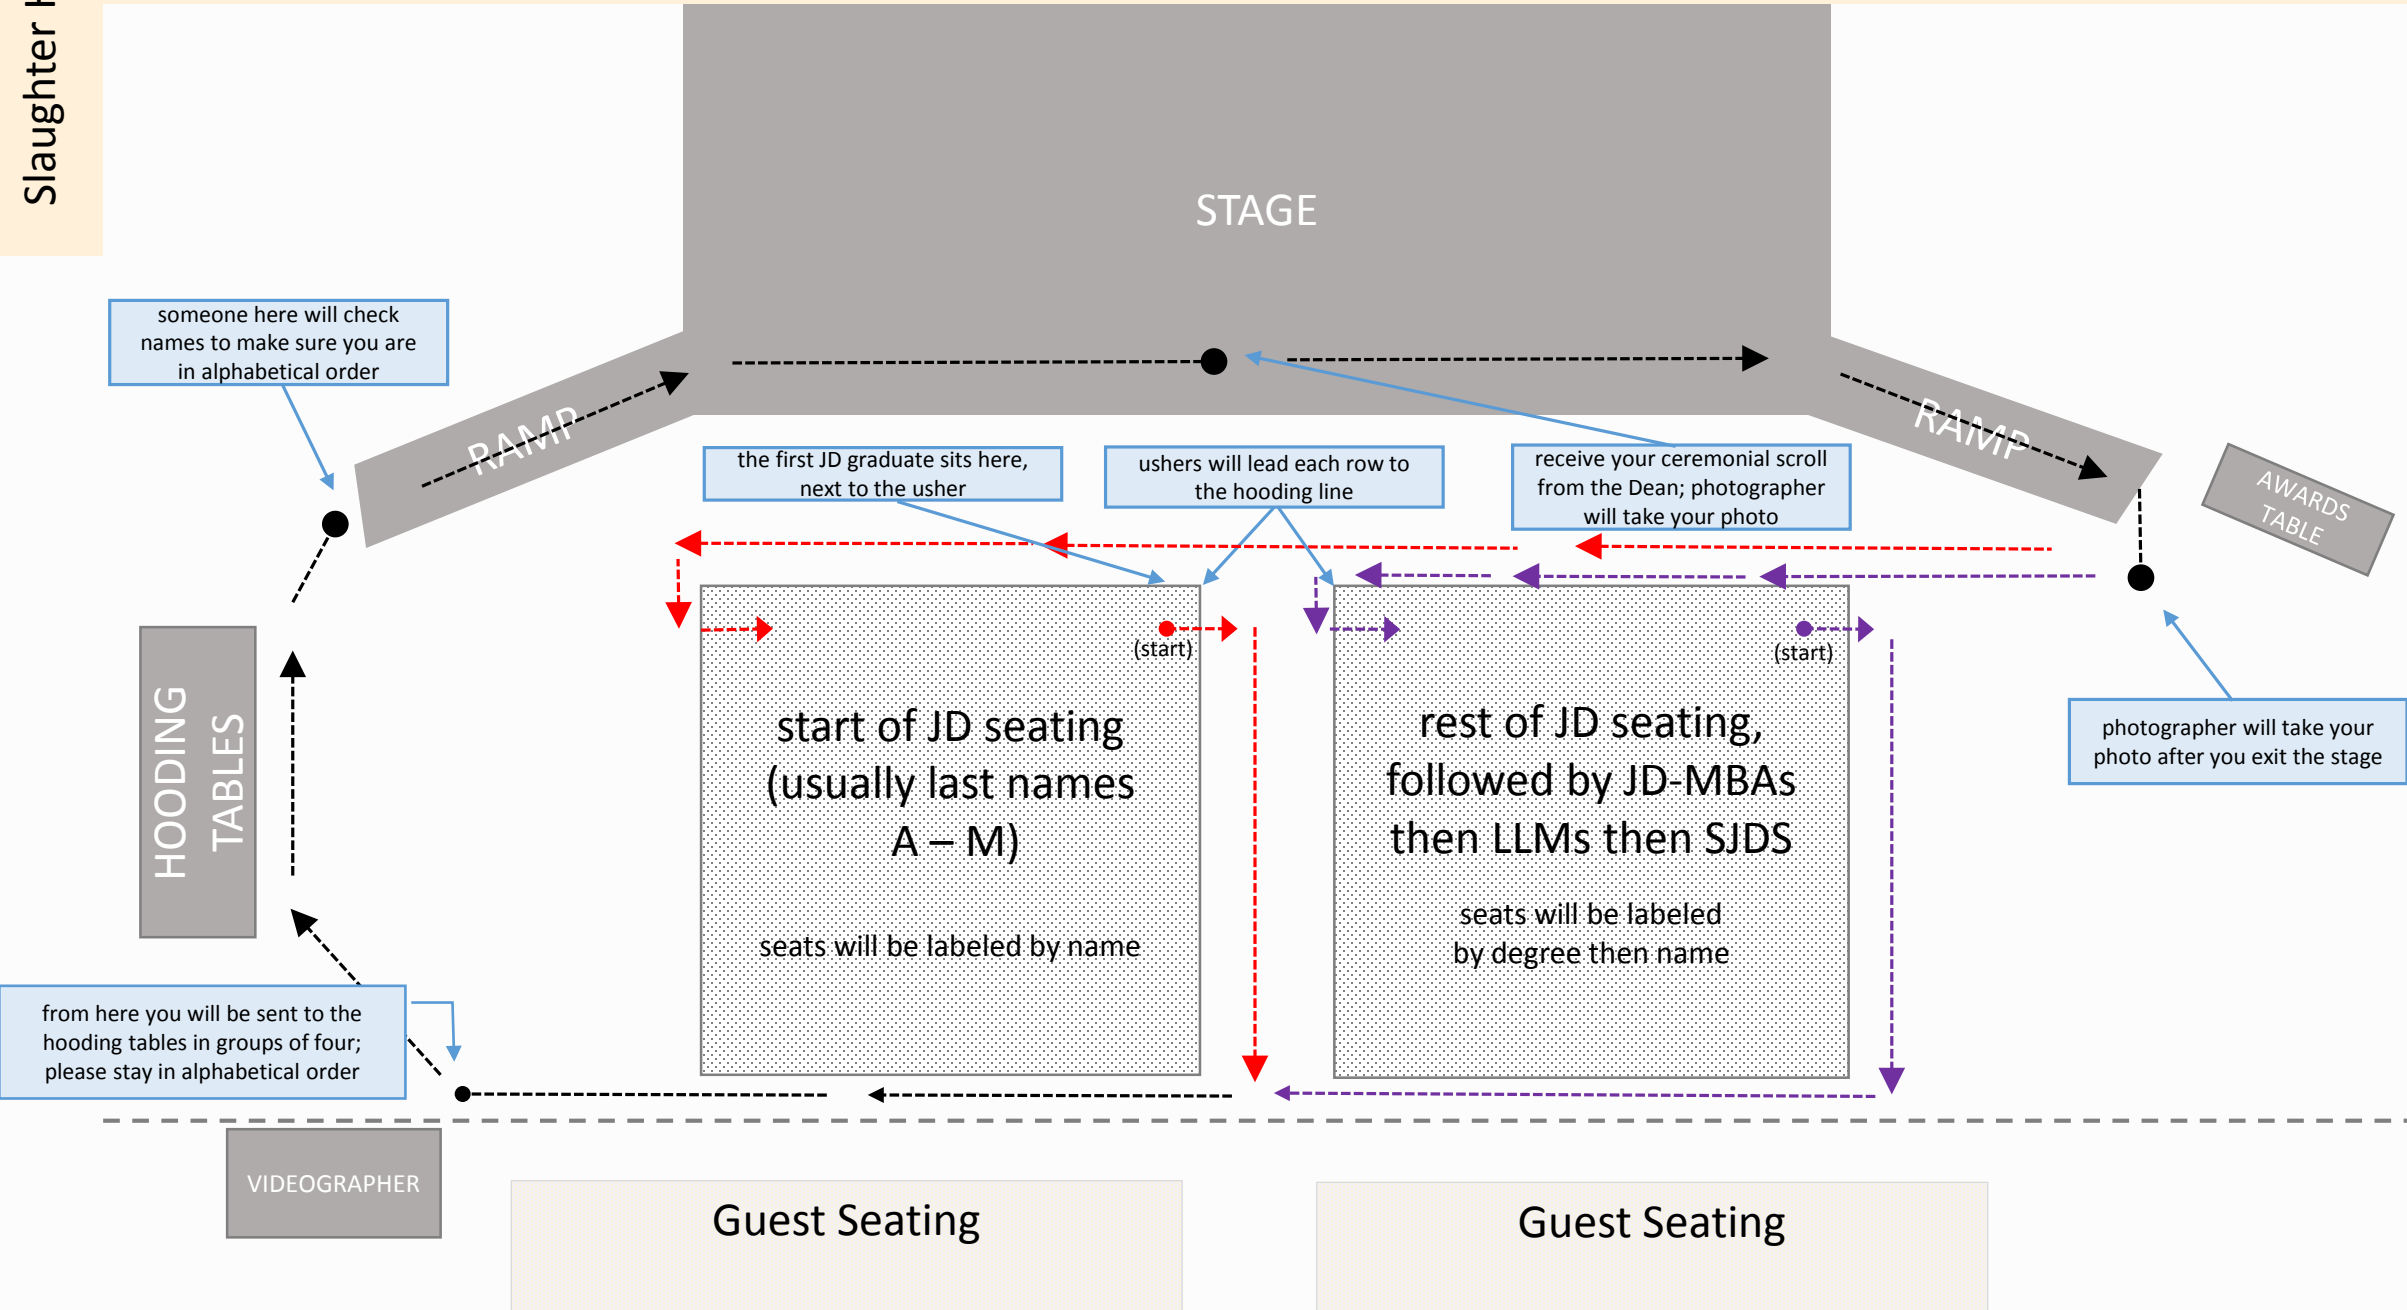 Slaughter
STAGE
someone here will check
names to make sure you are
in alphabetical order
RAMP
RAMP
AWARDS
TABLE
the first JD graduate sits here,
next to the usher
ushers will lead each row to
the hooding line
receive your ceremonial scroll
from the Dean; photographer
will take your photo
(start)
(start)
HOODING
TABLES
start of JD seating
(usually last names
A – M)
seats will be labeled by name
rest of JD seating,
followed by JD-MBAs
then LLMs then SJDS
seats will be labeled
by degree then name
photographer will take your
photo after you exit the stage
from here you will be sent to the
hooding tables in groups of four;
please stay in alphabetical order
VIDEOGRAPHER
Guest Seating
Guest Seating